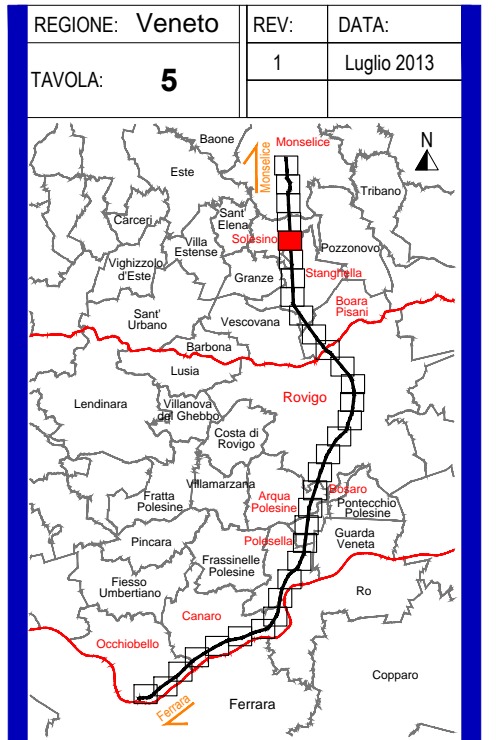 REGIONE: Veneto
REV:
DATA:
TAVOLA: 5
1
Luglio 2013
Baone
Monselice
N
Este
Monselice
Tribano
Carceri
Sant'
Elena
Solesino
Villa
Estense
Pozzonovo
Vighizzolo
d'Este
Granze
Stanghella
Boara
Pisani
Sant'
Urbano
Vescovana
Barbona
Lusia
Rovigo
Lendinara
Villanova
del Ghebbo
Costa di
Rovigo
Villamarzana
Fratta
Polesine
Arqua
Polesine
Bosaro
Pontecchio
Polesine
Pincara
Polesella
Guarda
Veneta
Frassinelle
Polesine
Fiesso
Umbertiano
Ro
Canaro
Occhiobello
Copparo
Ferrara
Ferrara